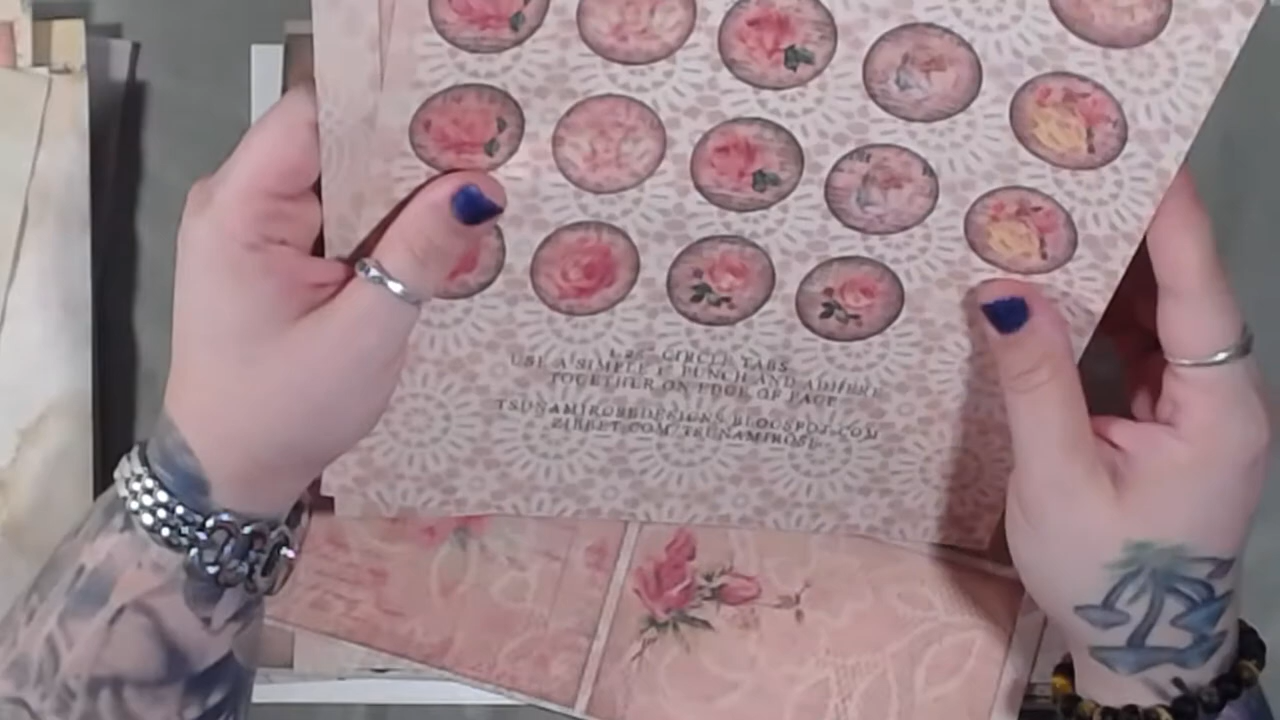 1.25" CIRCLE TABS
USE A SIMPLE 1" PUNCH AND ADHERE
TOGETHER ON EDGE OF PAGE
TSUNAMIROSEDESIGNS.BLOGSPOT.COM
ZIBBET.COM/TSUNAMIROSE